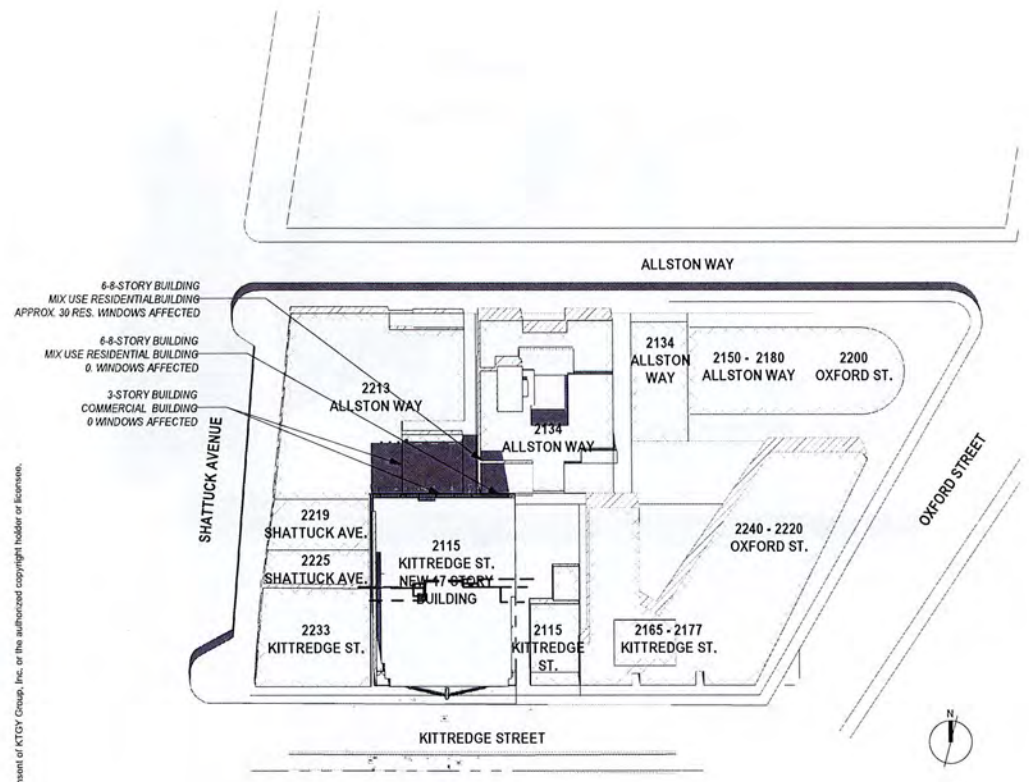 ALLSTON WAY
6-8-STORY BUILDING
MIX USE RESIDENTIALBUILDING
APPROX. 30 RES. WINDOWS AFFECTED
6-8-STORY BUILDING
MIX USE RESIDENTIAL BUILDING
0. WINDOWS AFFECTED
3-STORY BUILDING
COMMERCIAL BUILDING
0 WINDOWS AFFECTED
2213
ALLSTON WAY
2134
ALLSTON WAY
2134
ALLSTON
WAY
2150 - 2180
ALLSTON WAY
2200
OXFORD ST.
SHATTUCK AVENUE
OXFORD STREET
2219
SHATTUCK AVE.
2225
SHATTUCK AVE.
2233
KITTREDGE ST.
2115
KITTREDGE ST.
NEW 17 STORY
BUILDING
2115
KITTREDGE
ST.
2240 - 2220
OXFORD ST.
2165 - 2177
KITTREDGE ST.
KITTREDGE STREET
N
nsent of KTGY Group, Inc. or the authorized copyright holder or licensee.